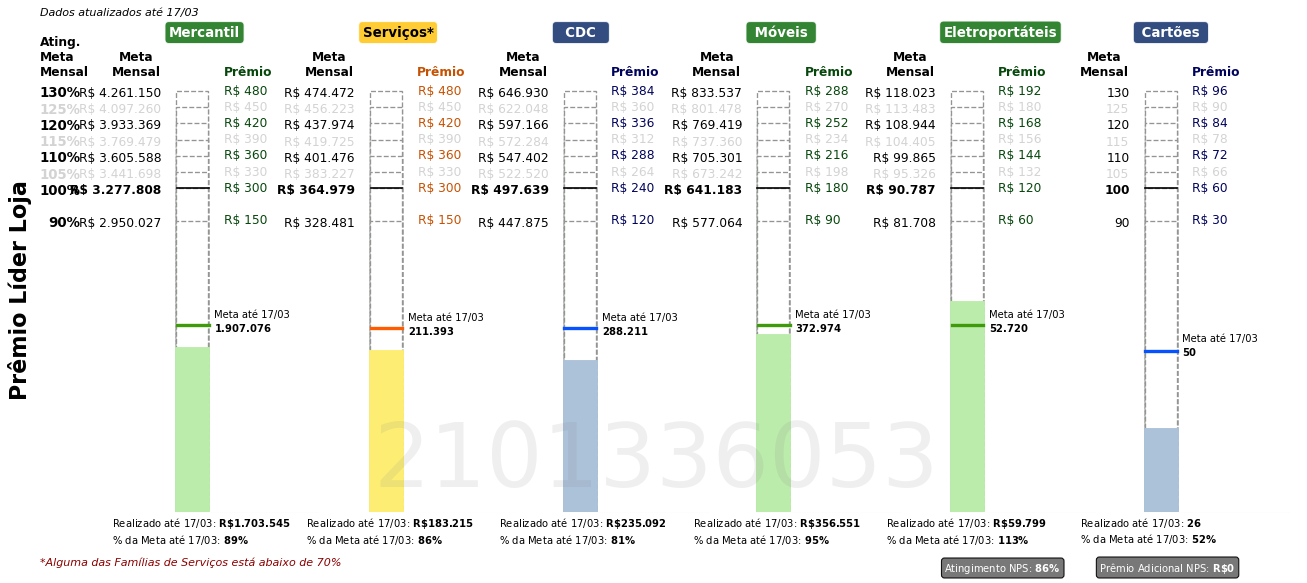 Dados atualizados até 17/03
Mercantil Serviços* CDC Móveis Eletroportáteis Cartões
Ating.
Meta Meta Meta Meta Meta Meta Meta
Mensal Mensal Prêmio Mensal Prêmio Mensal Prêmio Mensal Prêmio Mensal Prêmio Mensal Prêmio
130% R$ 4.261.150 R$ 480 R$ 474.472 R$ 480 R$ 646.930 R$ 384 R$ 833.537 R$ 288 R$ 118.023 R$ 192 130 R$ 96
125% R$ 4.097.260 R$ 450 R$ 456.223 R$ 450 R$ 622.048 R$ 360 R$ 801.478 R$ 270 R$ 113.483 R$ 180 125 R$ 90
120% R$ 3.933.369 R$ 420 R$ 437.974 R$ 420 R$ 597.166 R$ 336 R$ 769.419 R$ 252 R$ 108.944 R$ 168 120 R$ 84
115% R$ 3.769.479 R$ 390 R$ 419.725 R$ 390 R$ 572.284 R$ 312 R$ 737.360 R$ 234 R$ 104.405 R$ 156 115 R$ 78
110% R$ 3.605.588 R$ 360 R$ 401.476 R$ 360 R$ 547.402 R$ 288 R$ 705.301 R$ 216 R$ 99.865 R$ 144 110 R$ 72
105% R$ 3.441.698 R$ 330 R$ 383.227 R$ 330 R$ 522.520 R$ 264 R$ 673.242 R$ 198 R$ 95.326 R$ 132 105 R$ 66
100% R$ 3.277.808 R$ 300 R$ 364.979 R$ 300 R$ 497.639 R$ 240 R$ 641.183 R$ 180 R$ 90.787 R$ 120 100 R$ 60
90% R$ 2.950.027 R$ 150 R$ 328.481 R$ 150 R$ 447.875 R$ 120 R$ 577.064 R$ 90 R$ 81.708 R$ 60 90 R$ 30
Prêmio Líder Loja
Meta até 17/03 Meta até 17/03 Meta até 17/03 Meta até 17/03 Meta até 17/03 Meta até 17/03
1.907.076 211.393 288.211 372.974 52.720 50
2101336053
Realizado até 17/03: R$1.703.545 Realizado até 17/03: R$183.215 Realizado até 17/03: R$235.092 Realizado até 17/03: R$356.551 Realizado até 17/03: R$59.799 Realizado até 17/03: 26
% da Meta até 17/03: 89% % da Meta até 17/03: 86% % da Meta até 17/03: 81% % da Meta até 17/03: 95% % da Meta até 17/03: 113% % da Meta até 17/03: 52%
*Alguma das Famílias de Serviços está abaixo de 70% Atingimento NPS: 86% Prêmio Adicional NPS: R$0